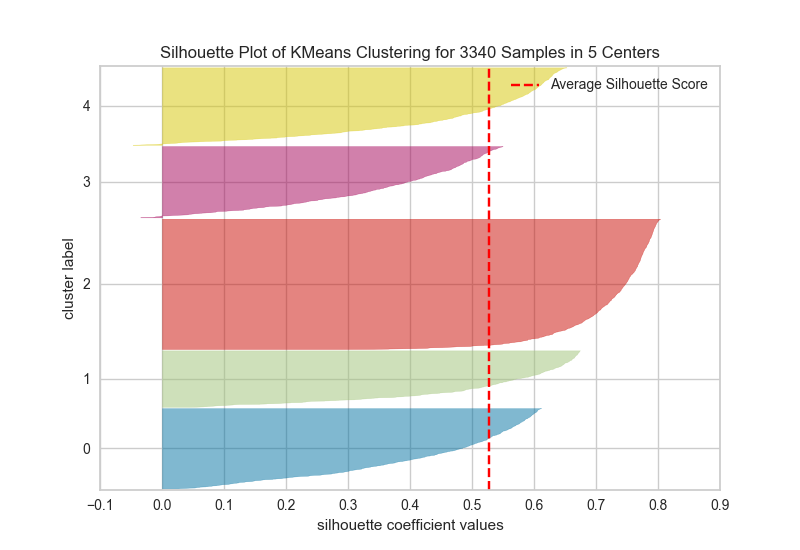 Silhouette Plot of KMeans Clustering for 3340 Samples in 5 Centers
Average Silhouette Score
4
3
2
1
0
cluster label
−0.1 0.0 0.1 0.2 0.3 0.4 0.5 0.6 0.7 0.8 0.9
silhouette coefficient values